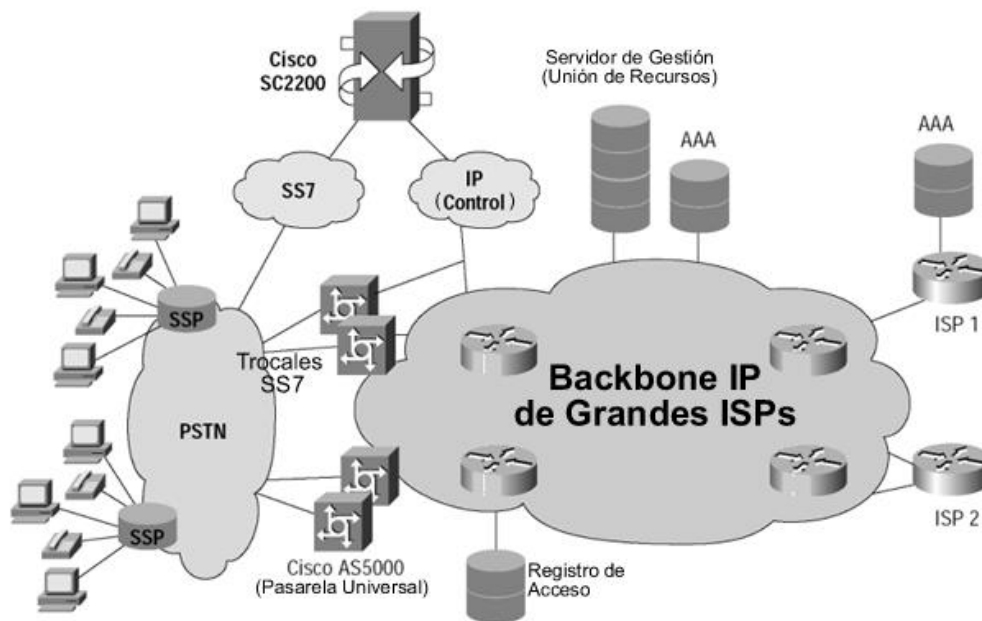 Cisco
SC2200
Servidor de Gestión
(Unión de Recursos)
AAA
AAA
SS7
IP
(Control)
SSP
ISP 1
Trocales
SS7
Backbone IP
de Grandes ISPs
PSTN
SSP
ISP 2
Cisco AS5000
(Pasarela Universal)
Registro de
Acceso